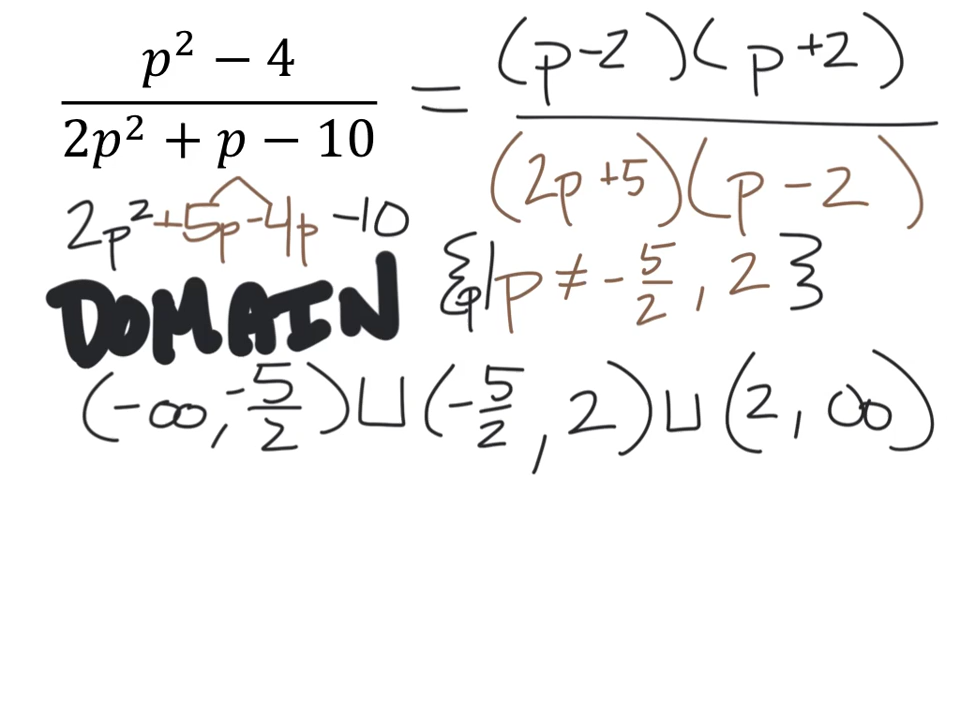 p² − 4 / 2p² + p − 10 = (p-2)(p+2) / (2p+5)(p-2)
2p²+5p-4p-10
DOMAIN {p|p≠-5/2, 2}
(-∞, -5/2)∪(-5/2, 2)∪(2, ∞)